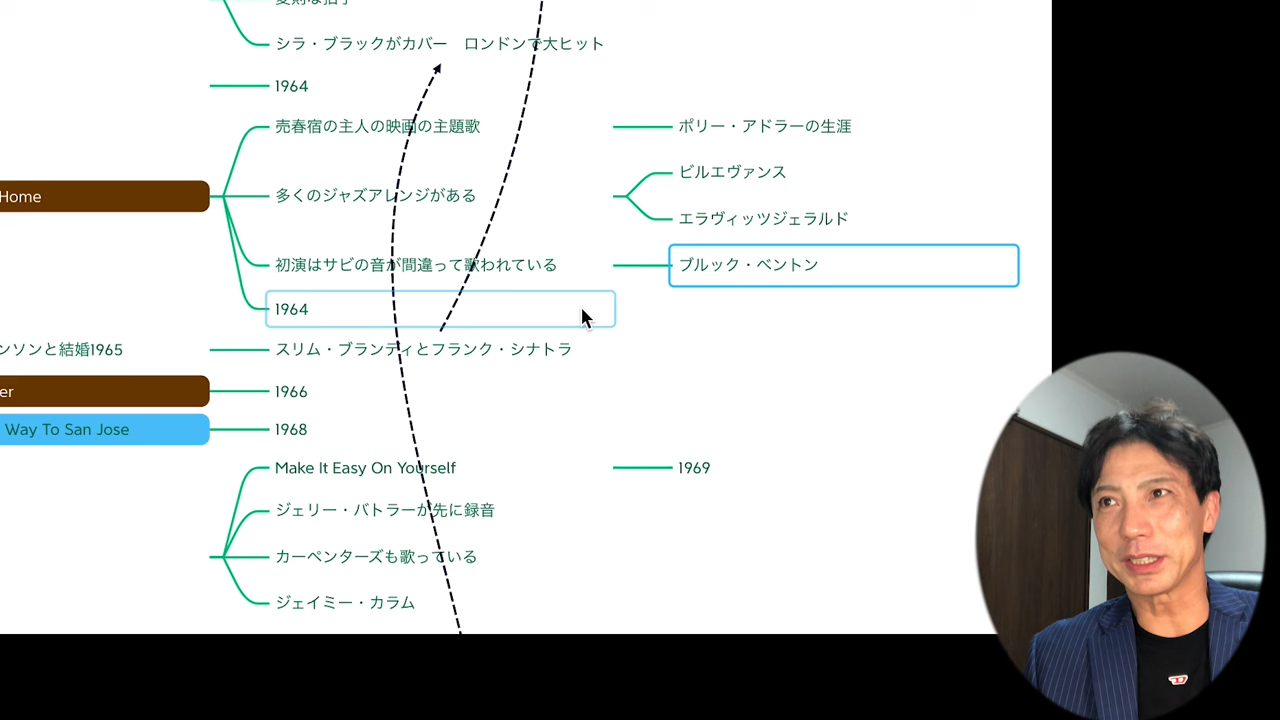 シラ・ブラックがカバー　ロンドンで大ヒット
1964
売春宿の主人の映画の主題歌
ポリー・アドラーの生涯
Home
多くのジャズアレンジがある
ビルエヴァンス
エラヴィッツジェラルド
初演はサビの音が間違って歌われている
ブルック・ベントン
1964
ンソンと結婚1965
スリム・ブランディとフランク・シナトラ
er
1966
Way To San Jose
1968
Make It Easy On Yourself
1969
ジェリー・バトラーが先に録音
カーペンターズも歌っている
ジェイミー・カラム